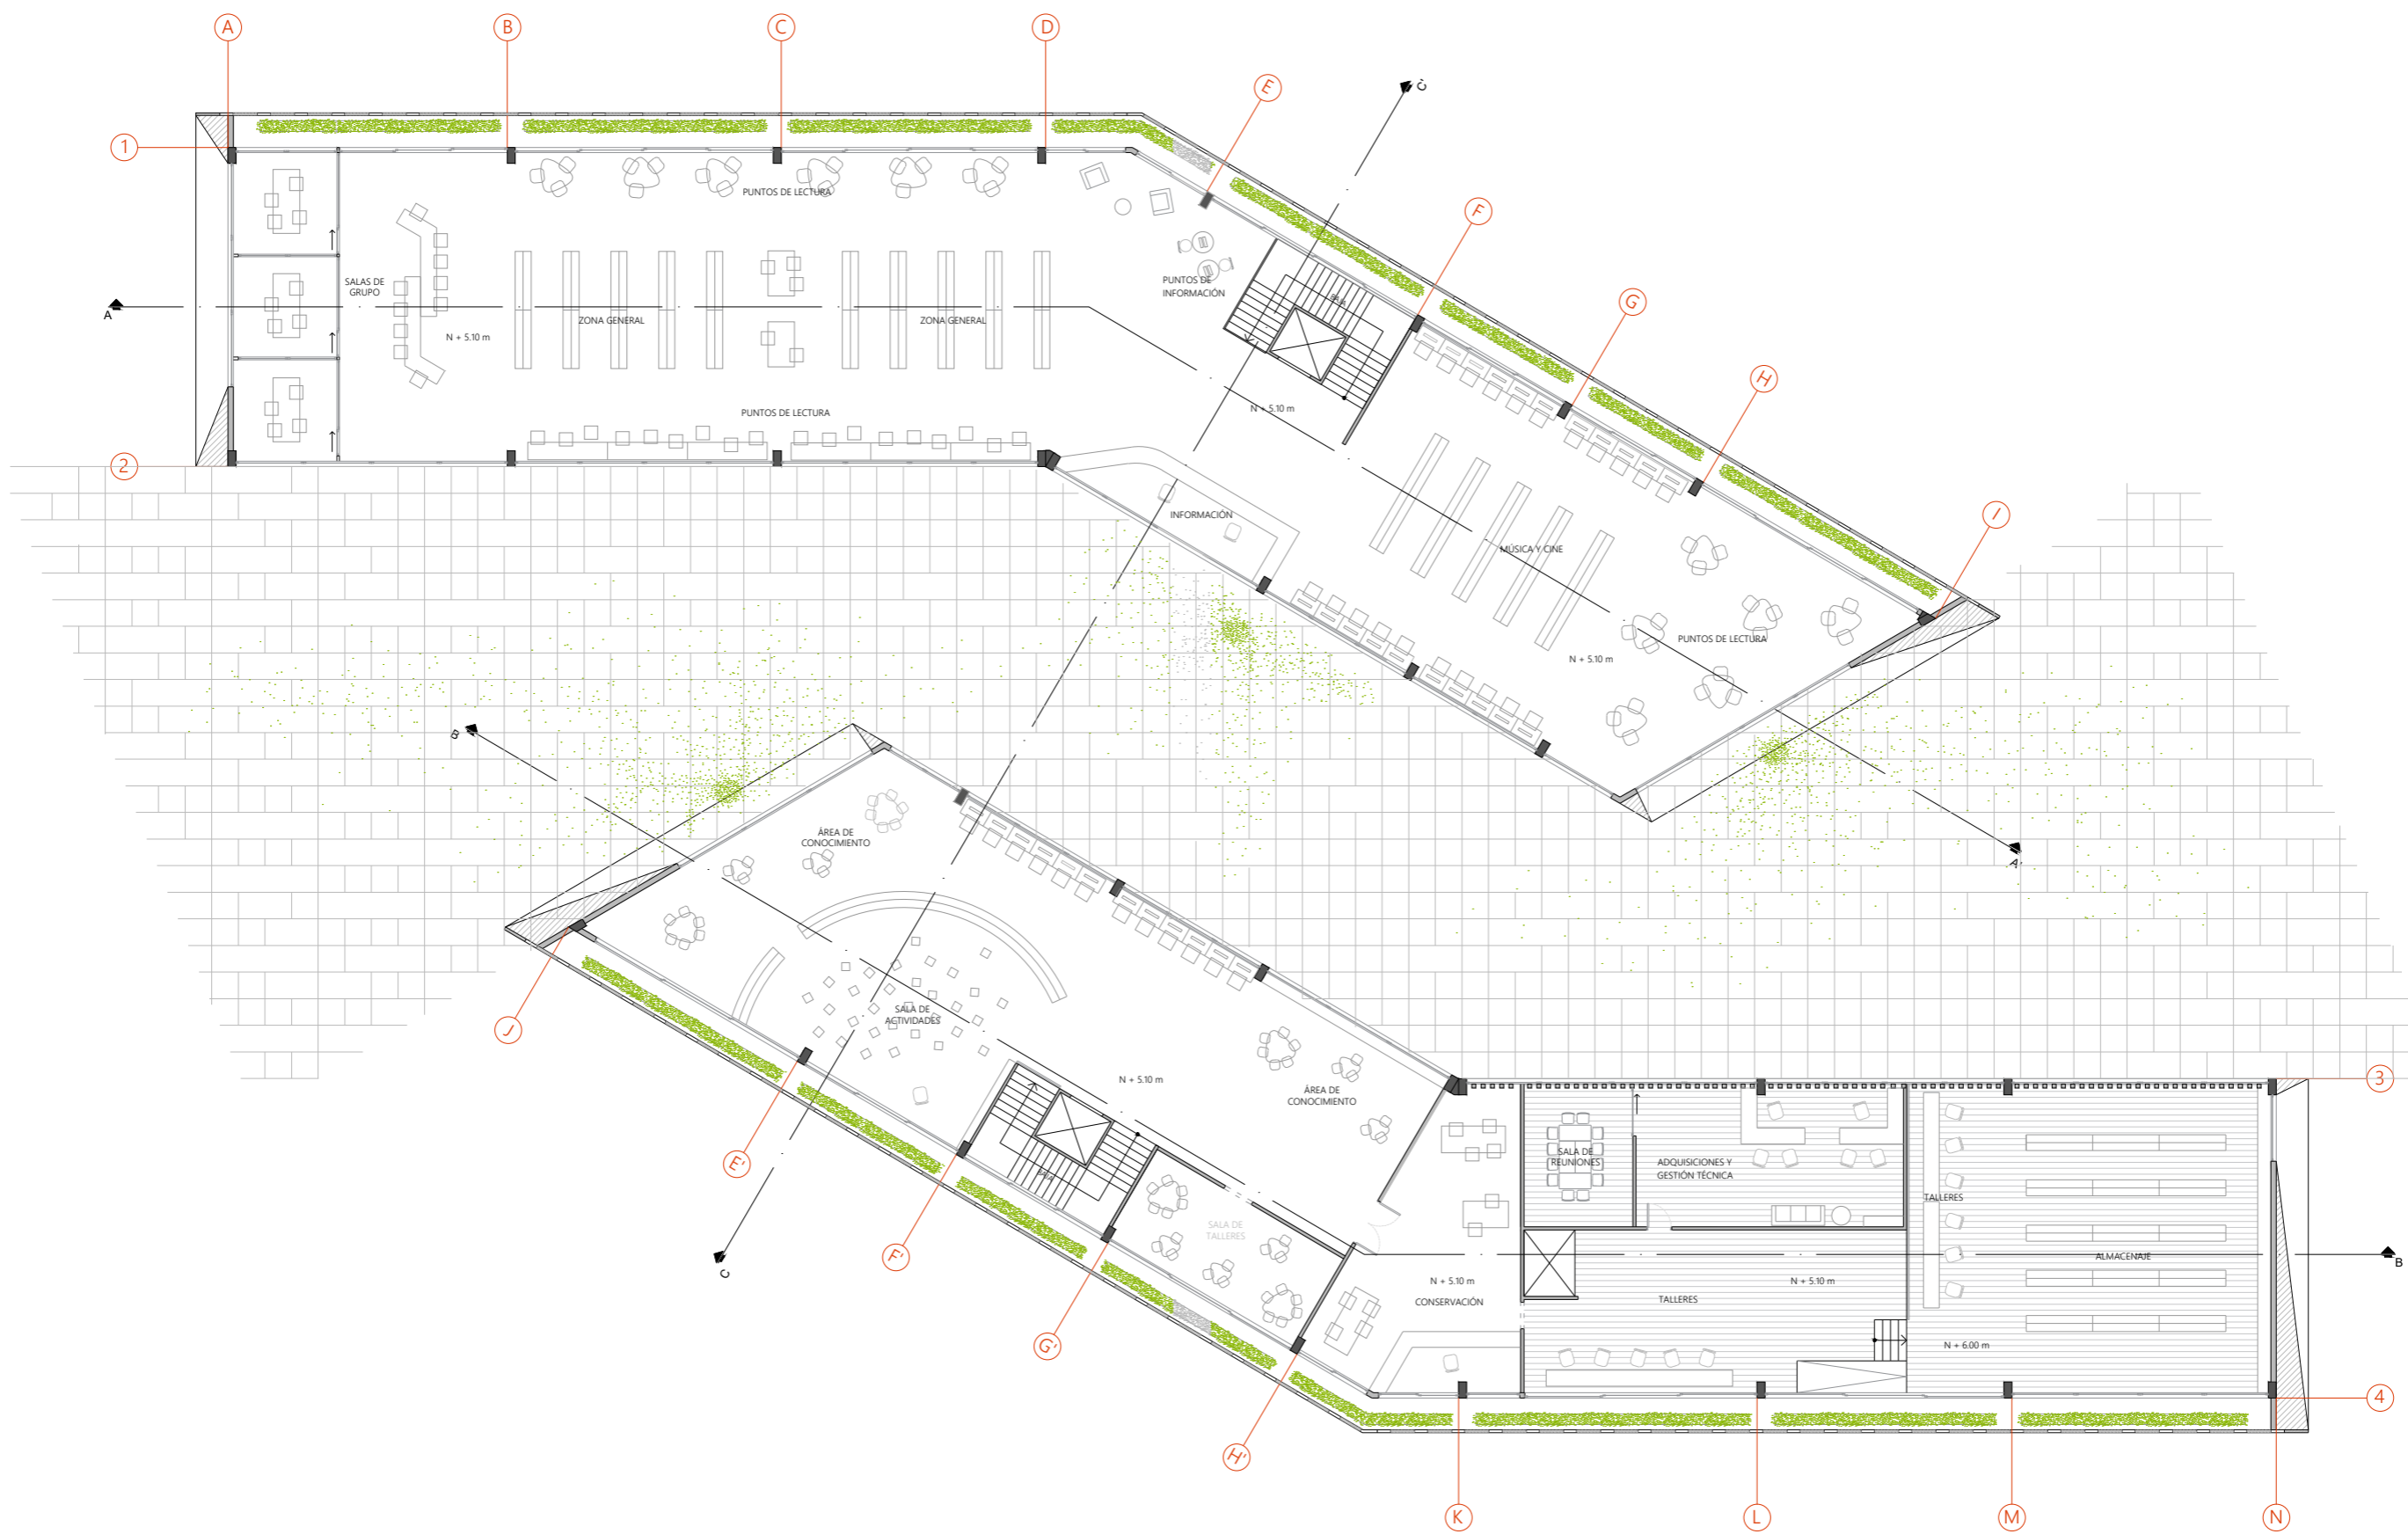 A
B
C
D
E
C'
F
1
G
H
I
2
PUNTOS DE LECTURA
SALAS DE
GRUPO
PUNTOS DE
INFORMACIÓN
BAJA
A
ZONA GENERAL
ZONA GENERAL
N + 5.10 m
PUNTOS DE LECTURA
N + 5.10 m
INFORMACIÓN
MÚSICA Y CINE
PUNTOS DE LECTURA
N + 5.10 m
B'
A'
ÁREA DE
CONOCIMIENTO
SALA DE
ACTIVIDADES
J
N + 5.10 m
ÁREA DE
CONOCIMIENTO
3
E'
BAJA
SALA DE
REUNIONES
ADQUISICIONES Y
GESTIÓN TÉCNICA
TALLERES
SALA DE
TALLERES
F'
C
ALMACENAJE
B
N + 5.10 m
N + 5.10 m
CONSERVACIÓN
TALLERES
G'
N + 6.00 m
4
H'
K
L
M
N